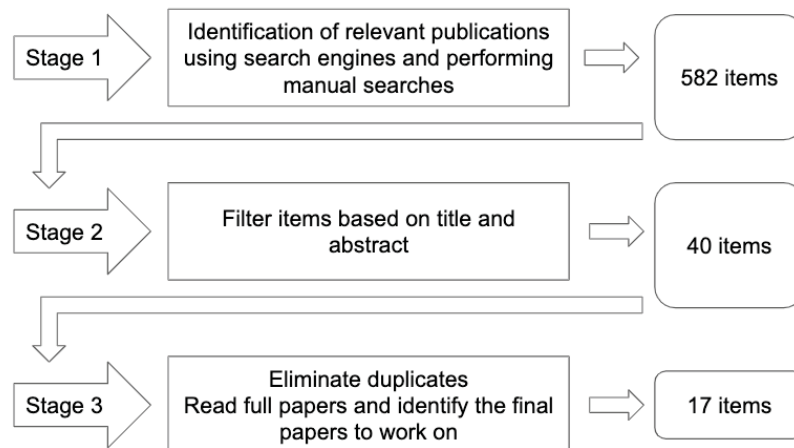 Stage 1
Identification of relevant publications
using search engines and performing
manual searches
582 items
Stage 2
Filter items based on title and
abstract
40 items
Stage 3
Eliminate duplicates
Read full papers and identify the final
papers to work on
17 items